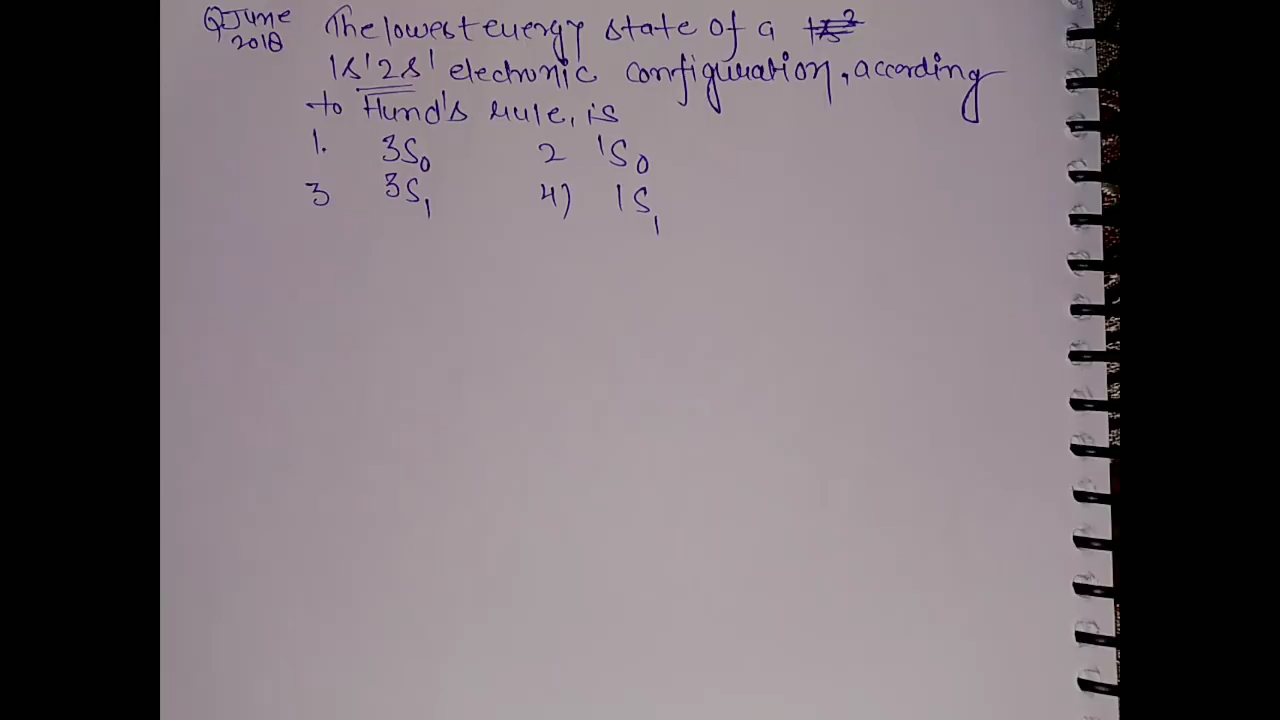 Q June The lowest energy state of a
2018
1s¹2s¹ electronic configuration, according
to Hund's rule, is
1. 3S₀ 2 ¹S₀
3 3S₁ 4) 1S₁